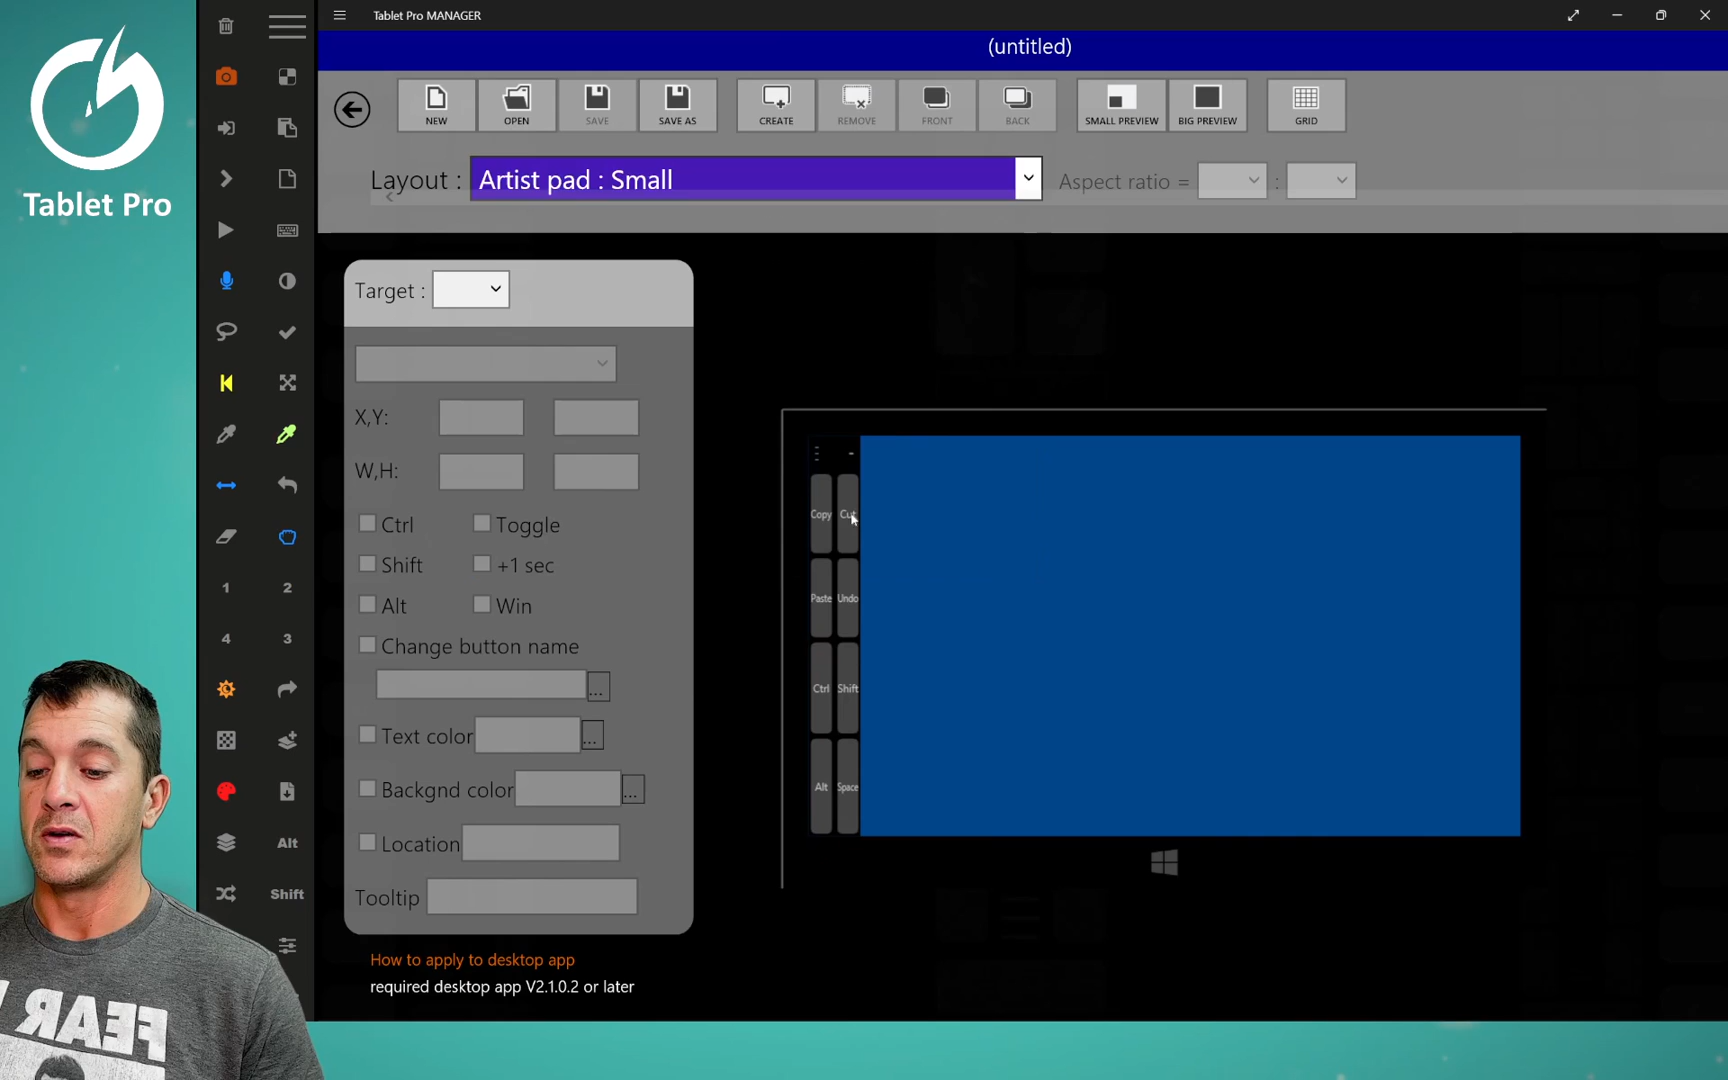 Tablet Pro
1 2
4 3
Alt
Shift
Tablet Pro MANAGER
(untitled)
NEW OPEN SAVE SAVE AS CREATE REMOVE FRONT BACK SMALL PREVIEW BIG PREVIEW GRID
Layout : Artist pad : Small Aspect ratio = :
Target :
X,Y:
W,H:
Ctrl Toggle
Shift +1 sec
Alt Win
Change button name
...
Text color ...
Backgnd color ...
Location
Tooltip
How to apply to desktop app
required desktop app V2.1.0.2 or later
Copy Cut
Paste Undo
Ctrl Shift
Alt Space
FEAR